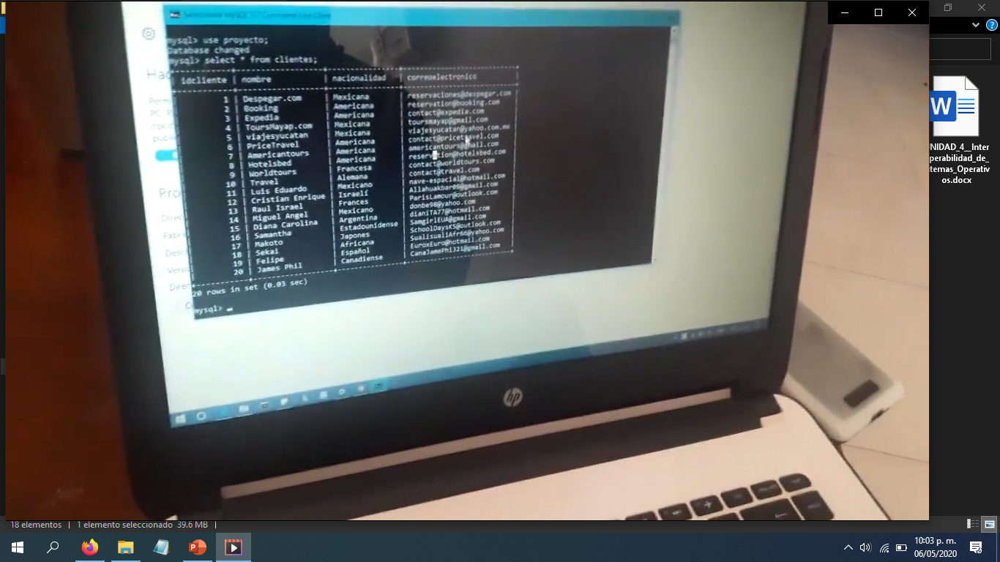 Seleccionar MySQL 5.7 Command Line Client
mysql> use proyecto;
Database changed
mysql> select * from clientes;
| idcliente | nombre | nacionalidad | correoelectronico |
| 1 | Despegar.com | Mexicana | reservaciones@despegar.com
| 2 | Booking | Americana | reservation@booking.com
| 3 | Expedia | Americana | contact@expedia.com
| 4 | ToursMayap.com | Mexicana | toursmayap@gmail.com
| 5 | viajesyucatan | Mexicana | viajesyucatan@yahoo.com.mx
| 6 | PriceTravel | Americana | contact@pricetravel.com
| 7 | Americantours | Americana | americantours@gmail.com
| 8 | Hotelsbed | Americana | reservation@hotelsbed.com
| 9 | Worldtours | Francesa | contact@worldtours.com
| 10 | Travel | Alemana | contact@travel.com
| 11 | Luis Eduardo | Mexicano | nave-espacial@hotmail.com
| 12 | Cristian Enrique | Israelí | Allahuakbar69@gmail.com
| 13 | Raul Israel | Frances | ParisLamour@outlook.com
| 14 | Miguel Angel | Mexicano | donbe98@yahoo.com
| 15 | Diana Carolina | Argentina | dianiTA77@hotmail.com
| 16 | Samantha | Estadounidense | SamgirlEUA@gmail.com
| 17 | Makoto | Japones | SchoolDaysK5@outlook.com
| 18 | Sekai | Africana | SualisualiAfr66@yahoo.com
| 19 | Felipe | Español | EuroxEuro@hotmail.com
| 20 | James Phil | Canadiense | CanaJamePhi321@gmail.com
20 rows in set (0.03 sec)
mysql>
hp
W
NIDAD_4__Inter
perabilidad_de_
temas_Operativ
os.docx
18 elementos | 1 elemento seleccionado 39.6 MB |
10:03 p. m.
06/05/2020